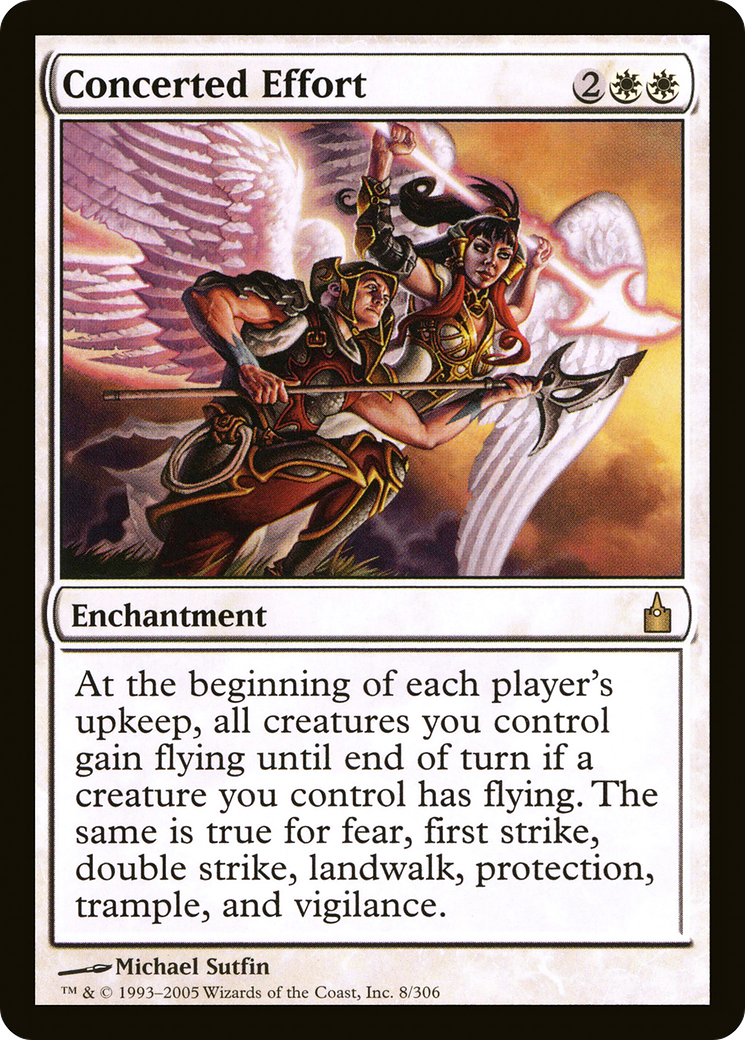 Concerted Effort 2
Enchantment
At the beginning of each player's
upkeep, all creatures you control
gain flying until end of turn if a
creature you control has flying. The
same is true for fear, first strike,
double strike, landwalk, protection,
trample, and vigilance.
Michael Sutfin
™ & © 1993–2005 Wizards of the Coast, Inc. 8/306